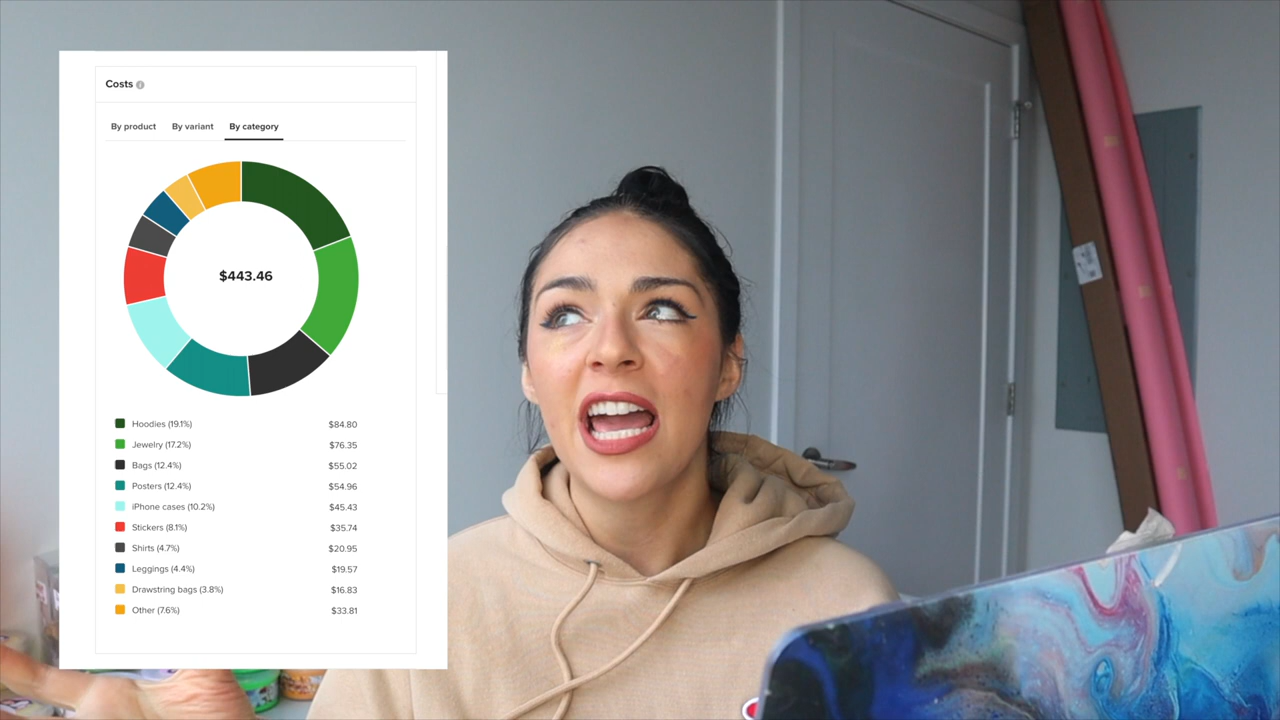 Costs i
By product By variant By category
$443.46
Hoodies (19.1%) $84.80
Jewelry (17.2%) $76.35
Bags (12.4%) $55.02
Posters (12.4%) $54.96
iPhone cases (10.2%) $45.43
Stickers (8.1%) $35.74
Shirts (4.7%) $20.95
Leggings (4.4%) $19.57
Drawstring bags (3.8%) $16.83
Other (7.6%) $33.81